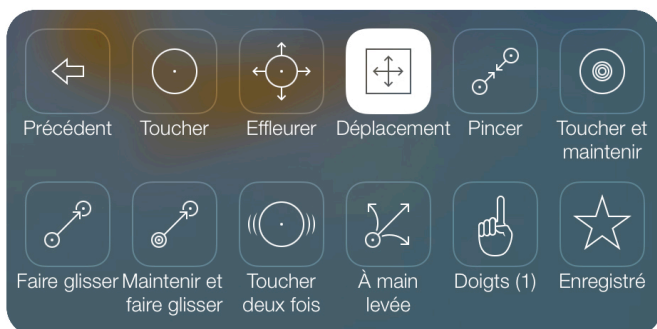 Précédent
Toucher
Effleurer
Déplacement
Pincer
Toucher et
maintenir
Faire glisser
Maintenir et
faire glisser
Toucher
deux fois
À main
levée
Doigts (1)
Enregistré